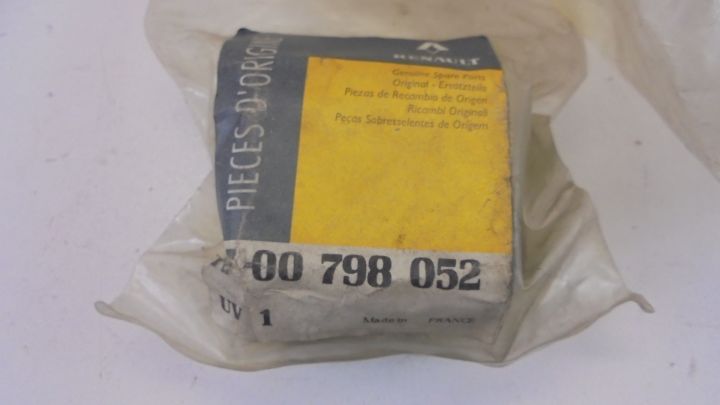 PIECES D'ORIGINE
RENAULT
Genuine Spare Parts
Original - Ersatzteile
Piezas de Recambio de Origen
Ricambi Originali
Peças Sobresselentes de Origem
00 798 052
UV 1
Made in FRANCE